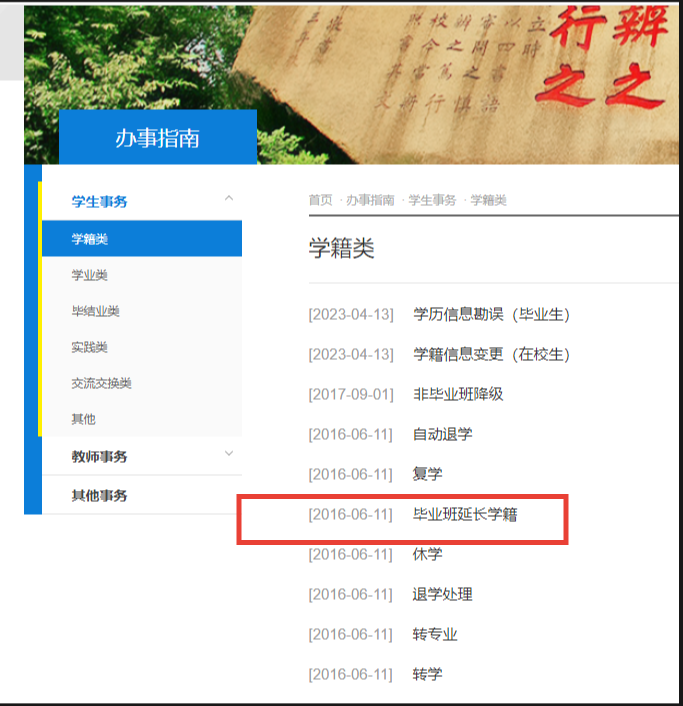 办事指南
学生事务
学籍类
学业类
毕结业类
实践类
交流交换类
其他
教师事务
其他事务
首页 · 办事指南 · 学生事务 · 学籍类
学籍类
[2023-04-13] 学历信息勘误（毕业生）
[2023-04-13] 学籍信息变更（在校生）
[2017-09-01] 非毕业班降级
[2016-06-11] 自动退学
[2016-06-11] 复学
[2016-06-11] 毕业班延长学籍
[2016-06-11] 休学
[2016-06-11] 退学处理
[2016-06-11] 转专业
[2016-06-11] 转学